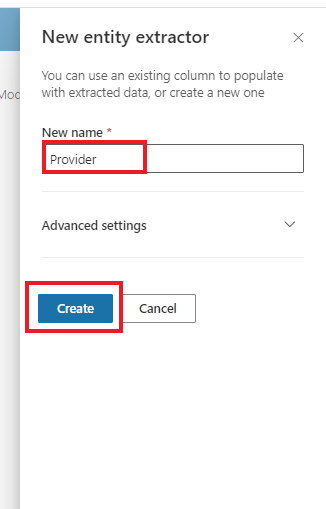 New entity extractor
You can use an existing column to populate
with extracted data, or create a new one
Mod
New name *
Provider
Advanced settings
Create
Cancel